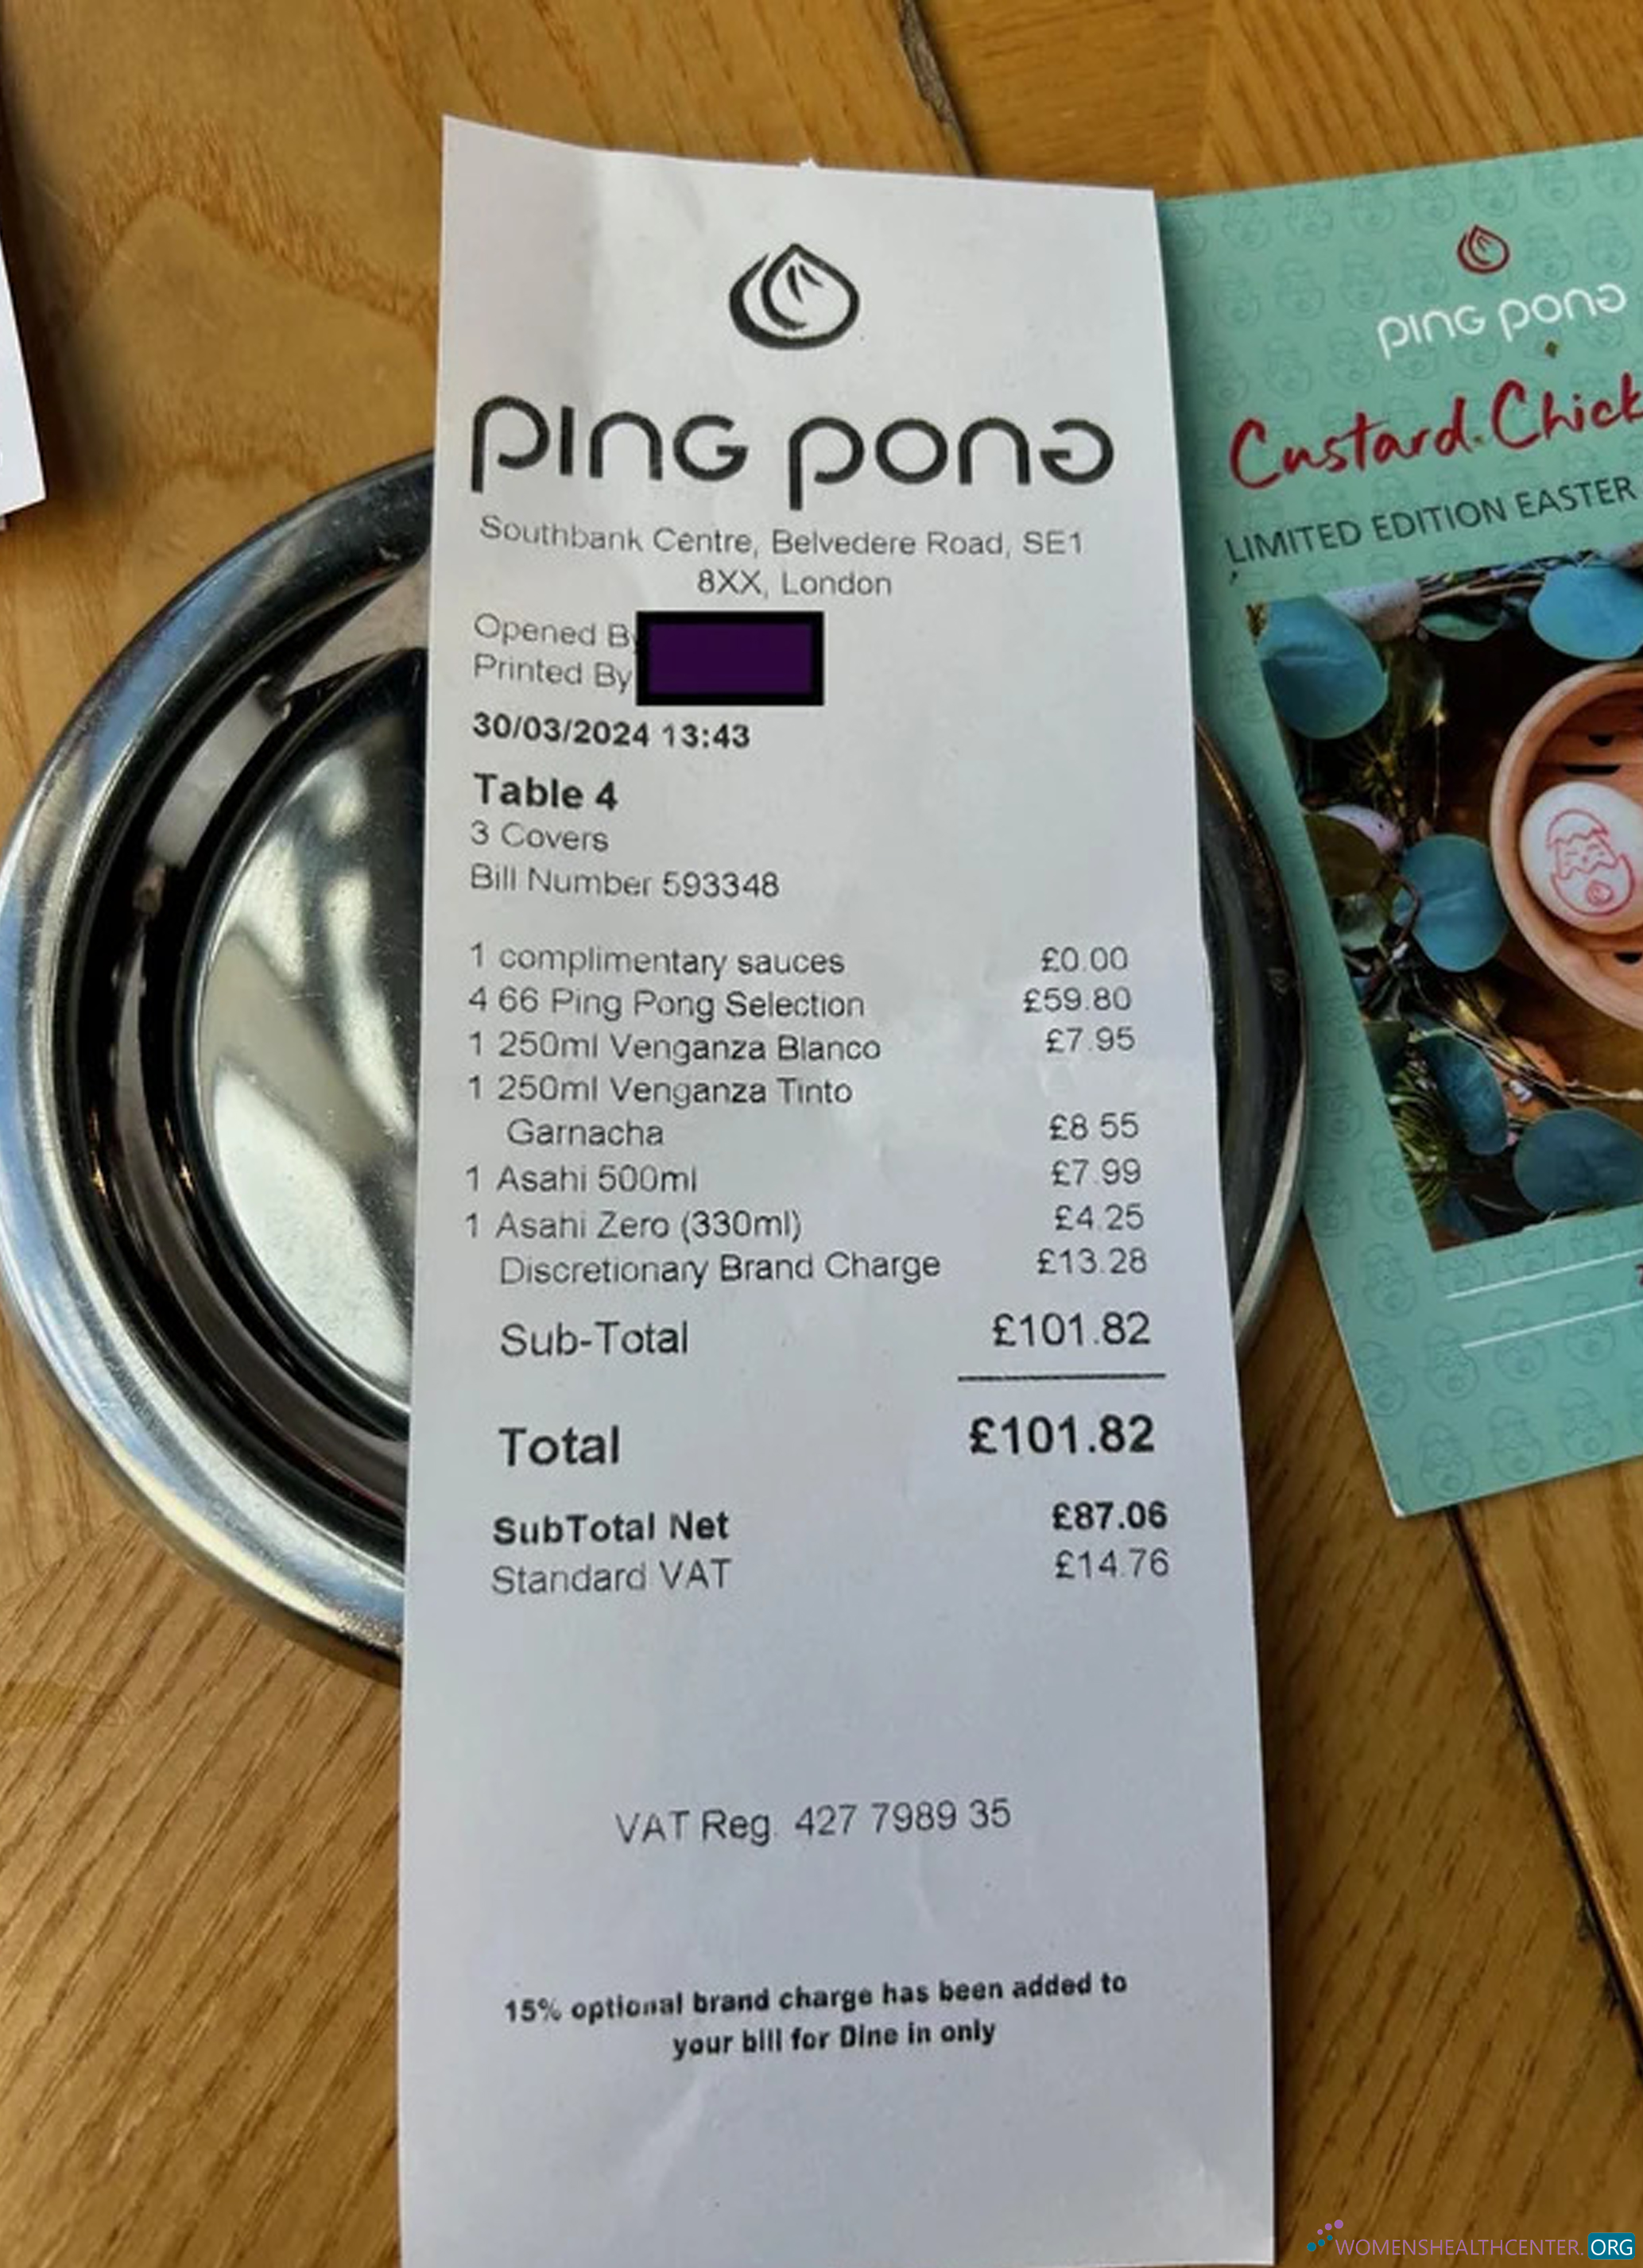 ping pong
Southbank Centre, Belvedere Road, SE1
8XX, London
Opened By
Printed By
30/03/2024 13:43
Table 4
3 Covers
Bill Number 593348
1 complimentary sauces £0.00
4 66 Ping Pong Selection £59.80
1 250ml Venganza Blanco £7.95
1 250ml Venganza Tinto
Garnacha £8.55
1 Asahi 500ml £7.99
1 Asahi Zero (330ml) £4.25
Discretionary Brand Charge £13.28
Sub-Total £101.82
Total £101.82
SubTotal Net £87.06
Standard VAT £14.76
VAT Reg. 427 7989 35
15% optional brand charge has been added to
your bill for Dine in only
ping pong
Custard Chick
LIMITED EDITION EASTER
WOMENSHEALTHCENTER.ORG